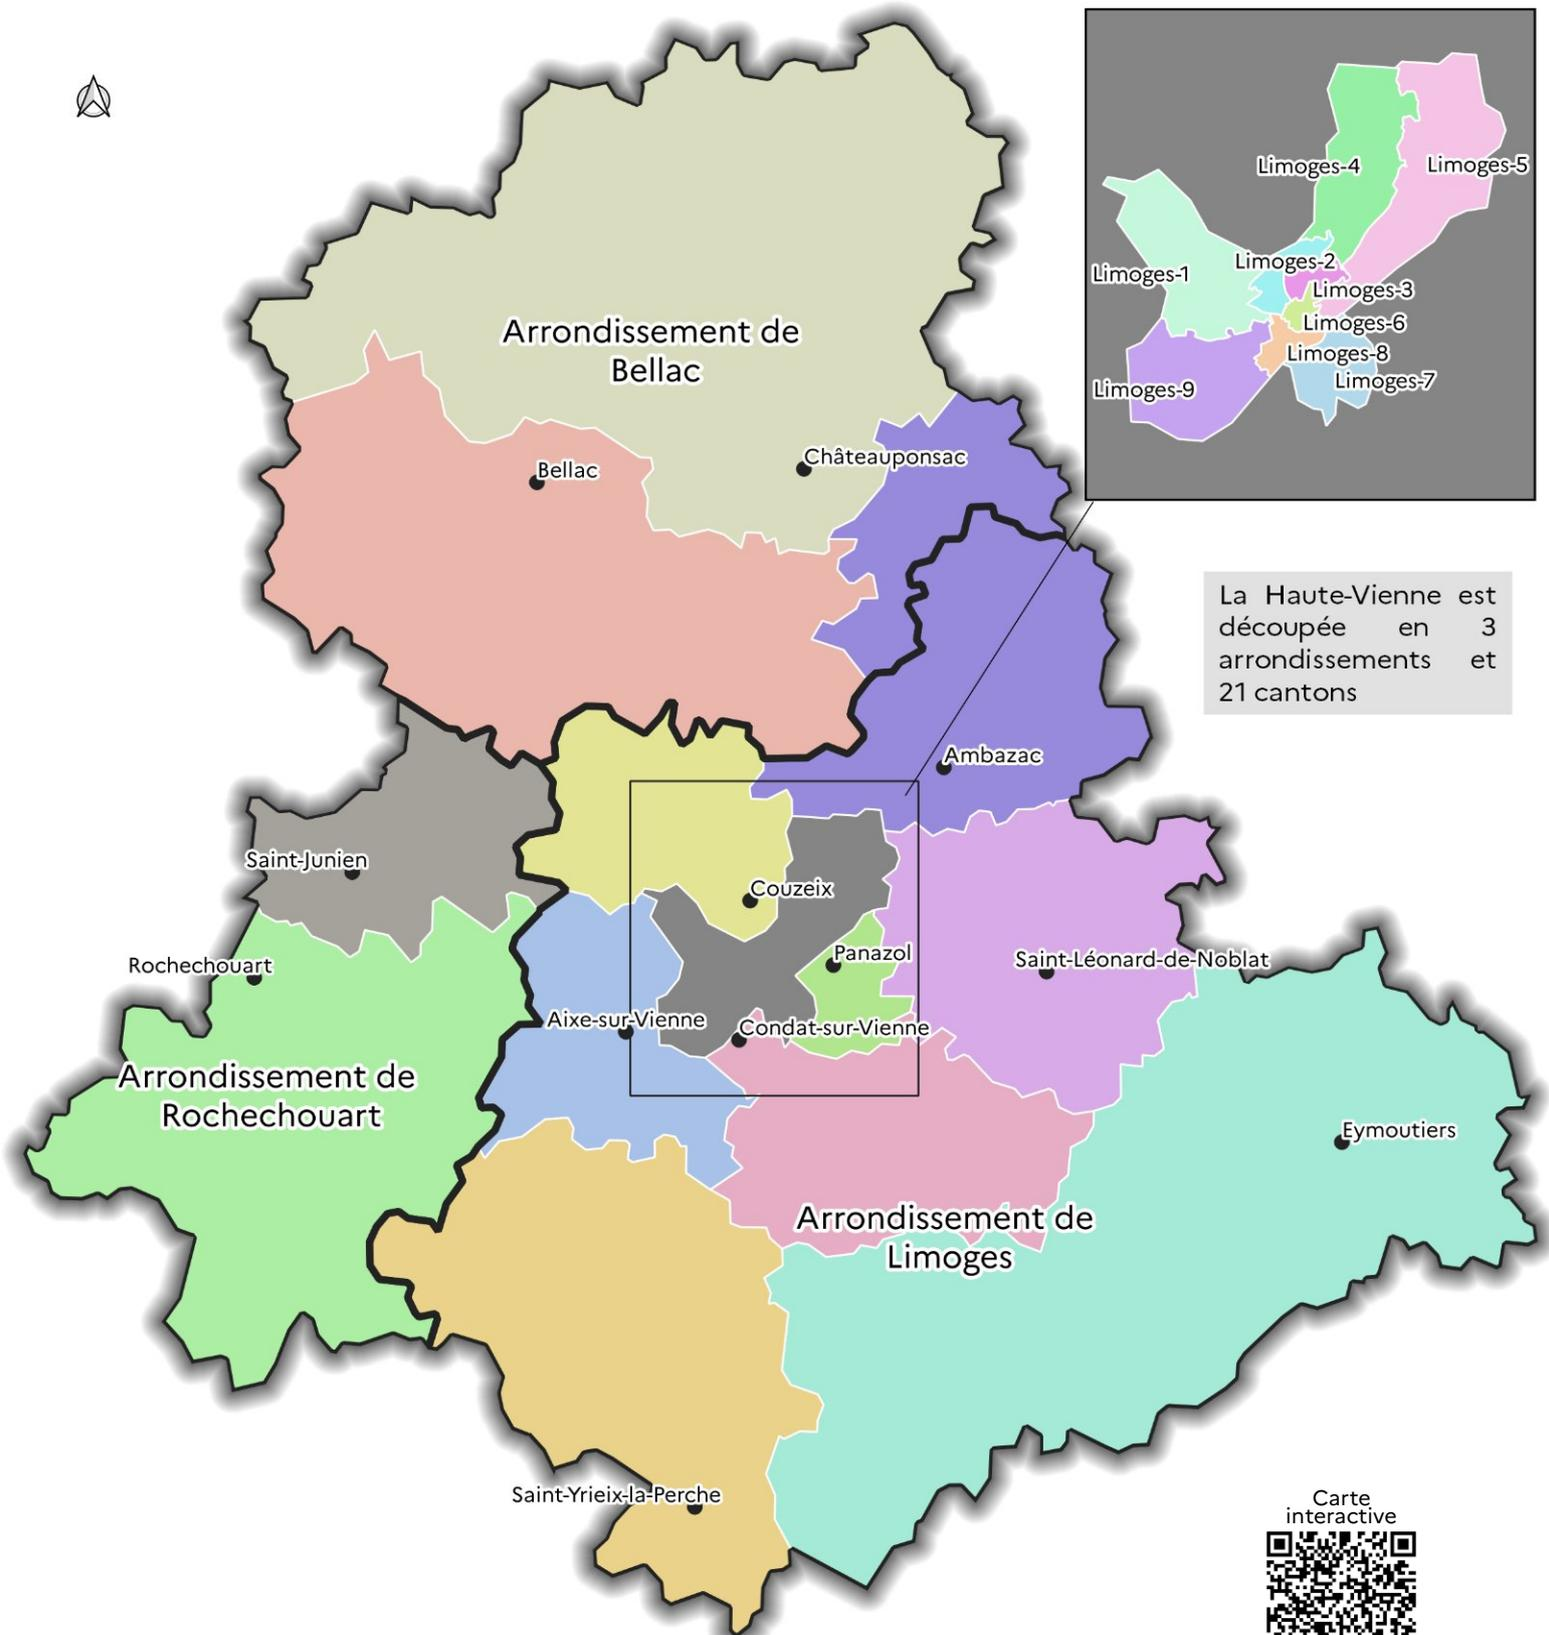 Limoges-4
Limoges-5
Limoges-2
Limoges-1
Limoges-3
Limoges-6
Limoges-8
Limoges-7
Limoges-9
Arrondissement de
Bellac
Châteauponsac
Bellac
La Haute-Vienne est
découpée en 3
arrondissements et
21 cantons
Ambazac
Saint-Junien
Couzeix
Panazol
Saint-Léonard-de-Noblat
Rochechouart
Aixe-sur-Vienne
Condat-sur-Vienne
Arrondissement de
Rochechouart
Eymoutiers
Arrondissement de
Limoges
Saint-Yrieix-la-Perche
Carte
interactive